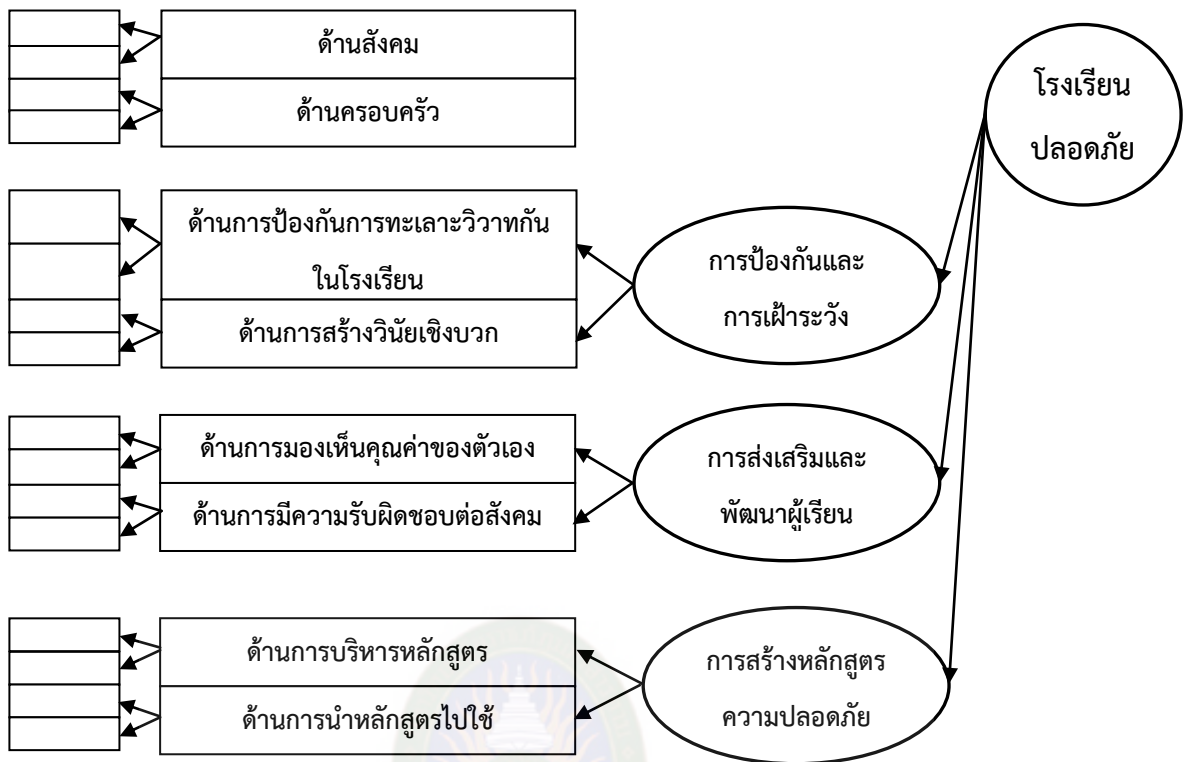 ด้านสังคม
ด้านครอบครัว
โรงเรียน
ปลอดภัย
ด้านการป้องกันการทะเลาะวิวาทกัน
ในโรงเรียน
ด้านการสร้างวินัยเชิงบวก
การป้องกันและ
การเฝ้าระวัง
ด้านการมองเห็นคุณค่าของตัวเอง
ด้านการมีความรับผิดชอบต่อสังคม
การส่งเสริมและ
พัฒนาผู้เรียน
ด้านการบริหารหลักสูตร
ด้านการนำหลักสูตรไปใช้
การสร้างหลักสูตร
ความปลอดภัย